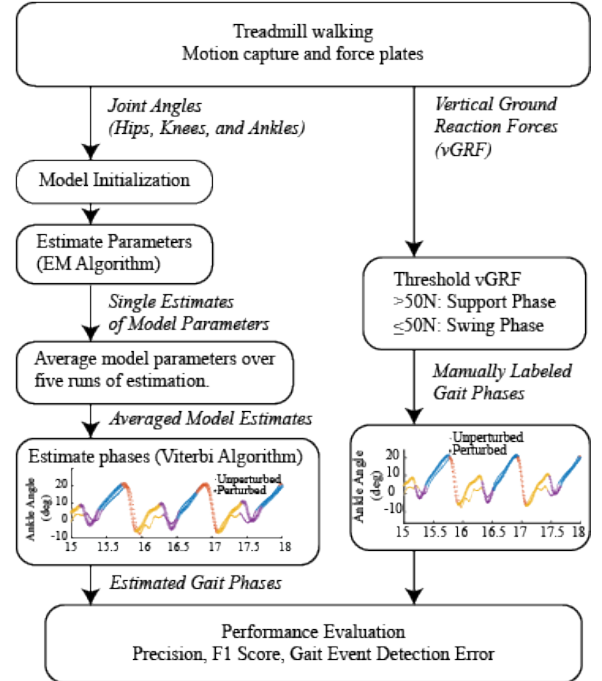 Treadmill walking
Motion capture and force plates
Joint Angles
(Hips, Knees, and Ankles)
Vertical Ground
Reaction Forces
(vGRF)
Model Initialization
Estimate Parameters
(EM Algorithm)
Threshold vGRF
>50N: Support Phase
≤50N: Swing Phase
Single Estimates
of Model Parameters
Average model parameters over
five runs of estimation.
Manually Labeled
Gait Phases
Averaged Model Estimates
Estimate phases (Viterbi Algorithm)
Unperturbed
Perturbed
Ankle Angle
(deg)
20
10
0
-10
15 15.5 16 16.5 17 17.5 18
Unperturbed
Perturbed
Ankle Angle
(deg)
20
10
0
-10
15 15.5 16 16.5 17 17.5 18
Estimated Gait Phases
Performance Evaluation
Precision, F1 Score, Gait Event Detection Error